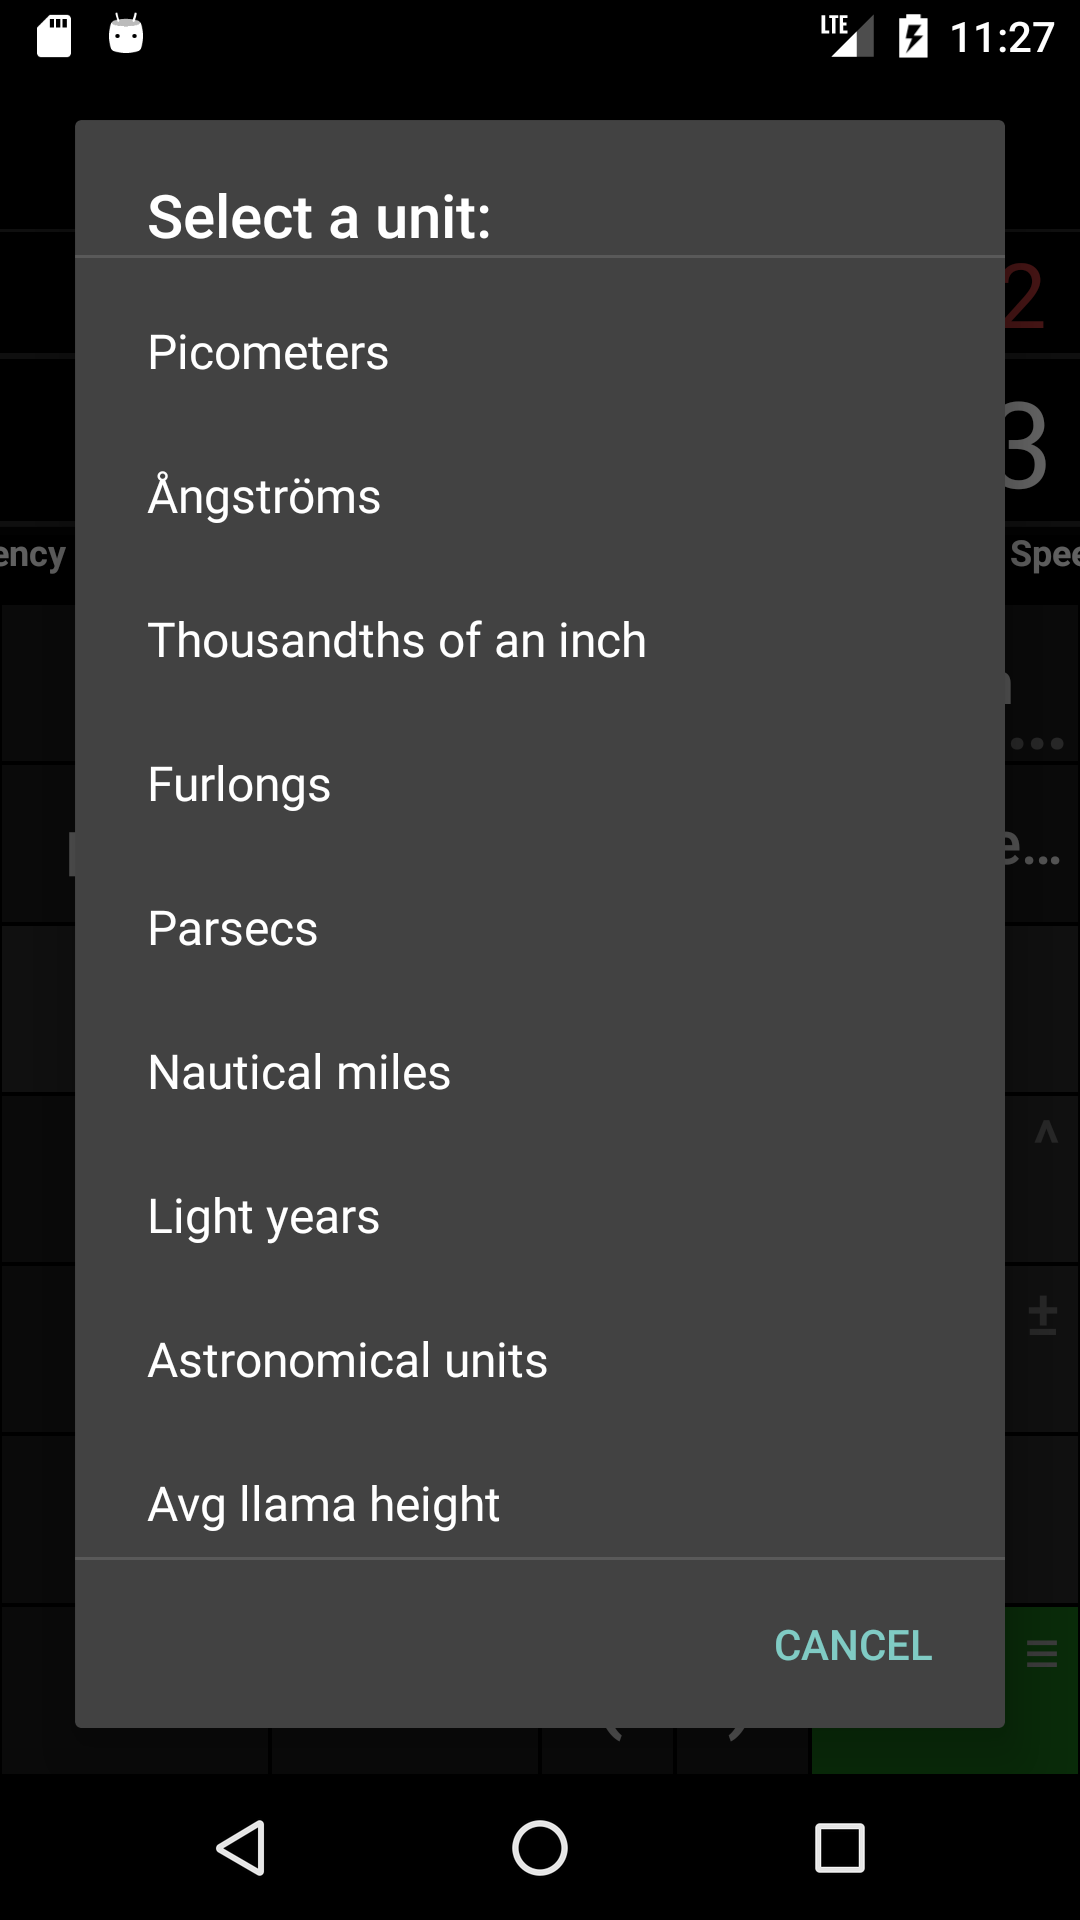 LTE 11:27
Select a unit:
2
Picometers
3
Ångströms
ency
Spee
Thousandths of an inch
...
Furlongs
e...
Parsecs
Nautical miles
^
Light years
±
Astronomical units
Avg llama height
CANCEL